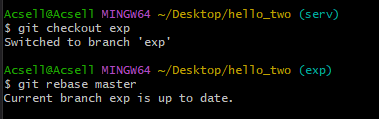 Acsell@Acsell MINGW64 ~/Desktop/hello_two (serv)
$ git checkout exp
Switched to branch 'exp'
Acsell@Acsell MINGW64 ~/Desktop/hello_two (exp)
$ git rebase master
Current branch exp is up to date.